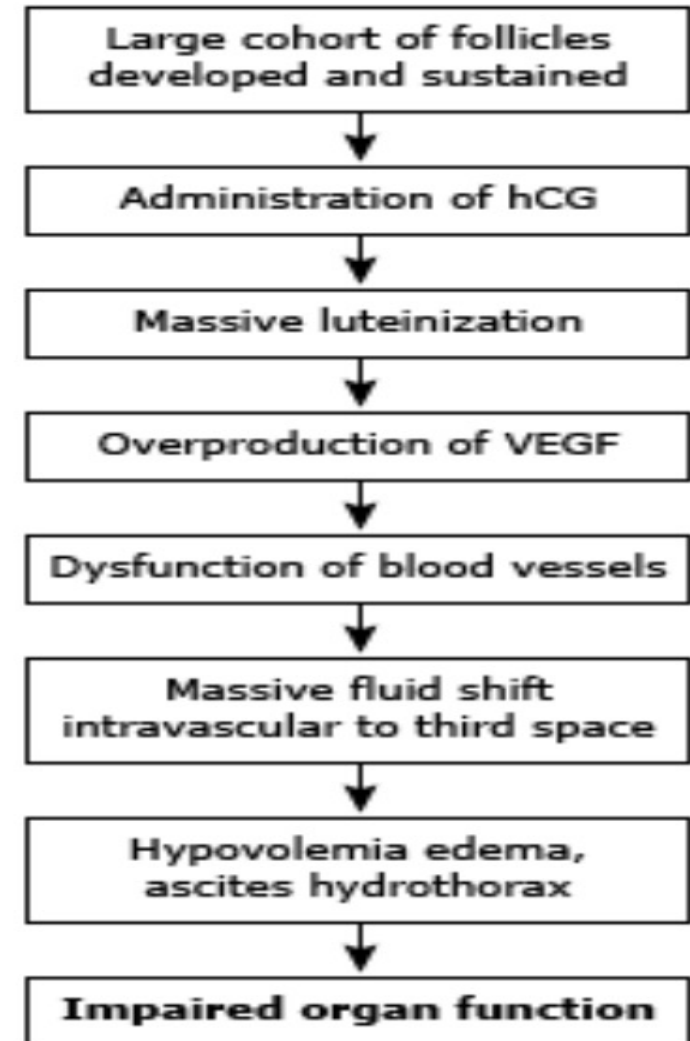 Large cohort of follicles
developed and sustained
Administration of hCG
Massive luteinization
Overproduction of VEGF
Dysfunction of blood vessels
Massive fluid shift
intravascular to third space
Hypovolemia edema,
ascites hydrothorax
Impaired organ function